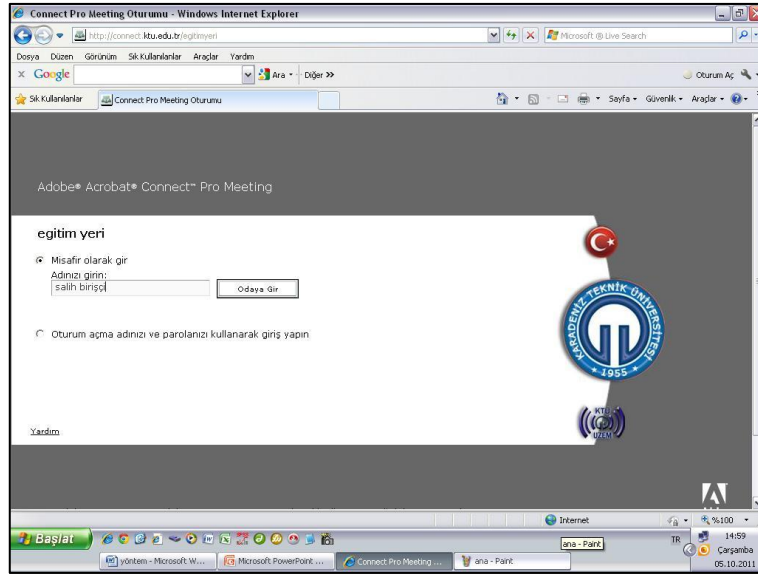 Connect Pro Meeting Oturumu - Windows Internet Explorer
http://connect.ktu.edu.tr/egitimyeri
Microsoft ® Live Search
Dosya Düzen Görünüm Sık Kullanılanlar Araçlar Yardım
x Google Ara Diğer >> Oturum Aç
Sık Kullanılanlar Connect Pro Meeting Oturumu Sayfa Güvenlik Araçlar
Adobe® Acrobat® Connect™ Pro Meeting
egitim yeri
Misafir olarak gir
Adınızı girin:
salih birişçi Odaya Gir
Oturum açma adınızı ve parolanızı kullanarak giriş yapın
KARADENİZ TEKNİK ÜNİVERSİTESİ
1955
KTÜ
UZEM
Yardım
Internet %100
Başlat ana - Paint TR 14:59
yöntem - Microsoft W... Microsoft PowerPoint ... Connect Pro Meeting ... ana - Paint Çarşamba
05.10.2011